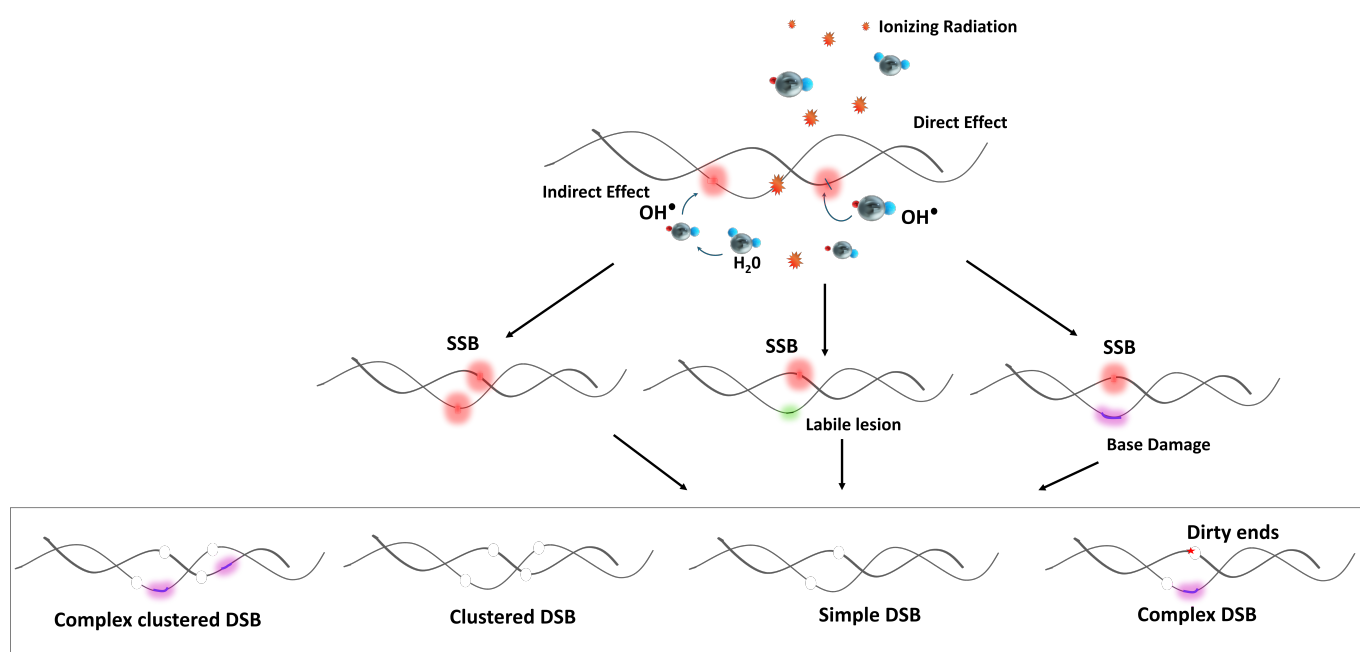 Ionizing Radiation
Direct Effect
Indirect Effect
OH•
OH•
H₂0
SSB
SSB
SSB
Labile lesion
Base Damage
Dirty ends
Complex clustered DSB
Clustered DSB
Simple DSB
Complex DSB